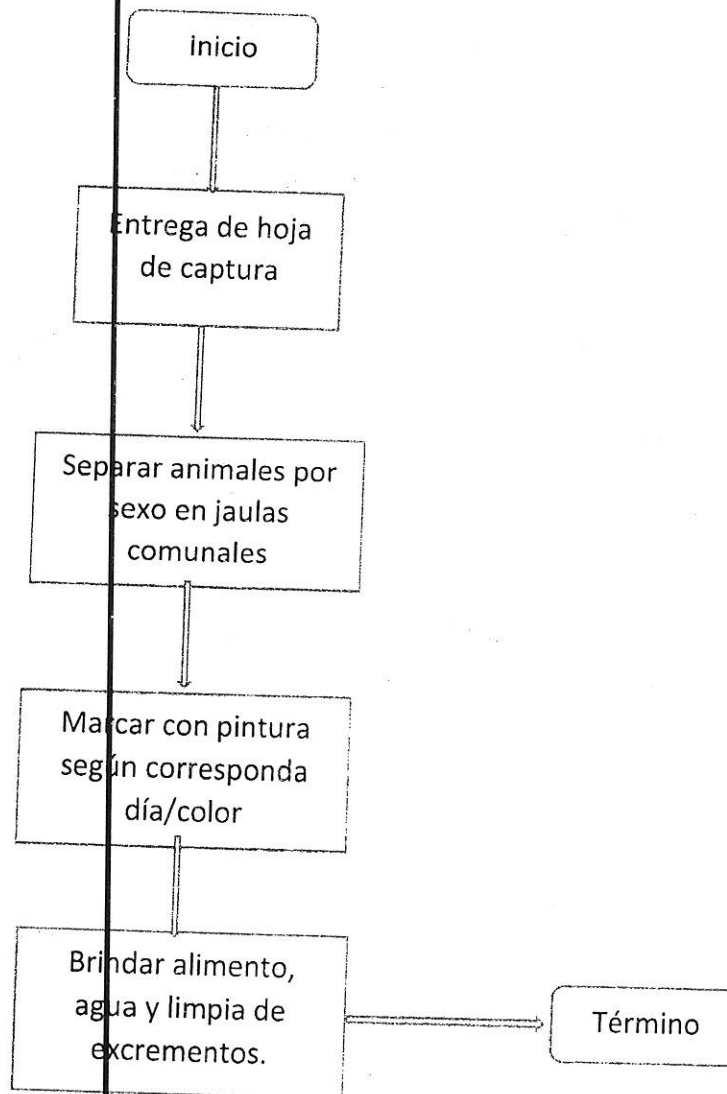 inicio
Entrega de hoja
de captura
Separar animales por
sexo en jaulas
comunales
Marcar con pintura
según corresponda
día/color
Brindar alimento,
agua y limpia de
excrementos.
Término